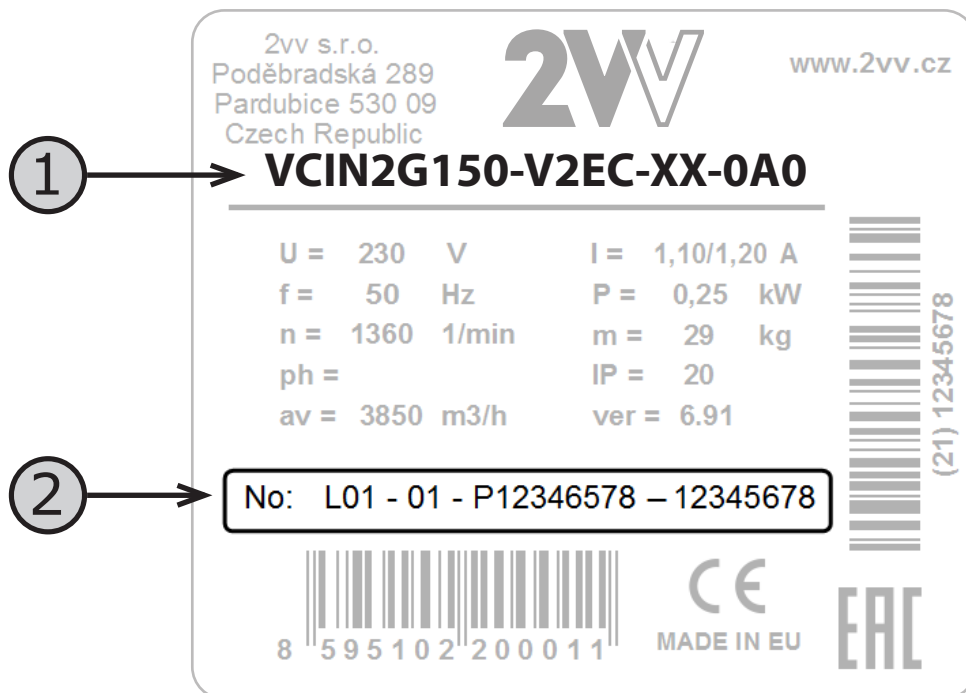 2vv s.r.o.
Poděbradská 289
Pardubice 530 09
Czech Republic
2VV
www.2vv.cz
1
VCIN2G150-V2EC-XX-0A0
U = 230 V I = 1,10/1,20 A
f = 50 Hz P = 0,25 kW
n = 1360 1/min m = 29 kg
ph = IP = 20
av = 3850 m3/h ver = 6.91
(21) 12345678
2
No: L01 - 01 - P12346578 – 12345678
8 595102 200011
CE
MADE IN EU
EAC